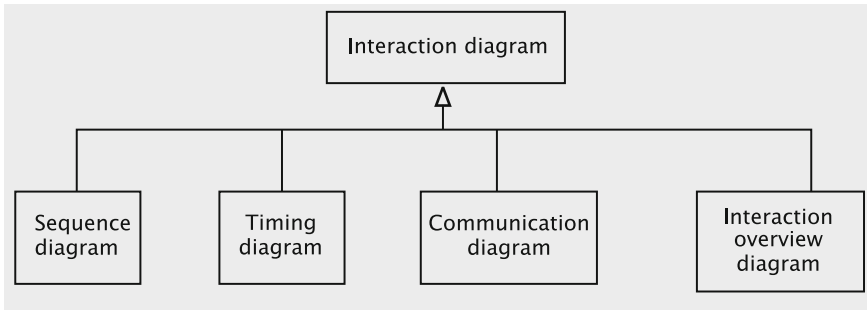 Interaction diagram
Sequence
diagram
Timing
diagram
Communication
diagram
Interaction
overview
diagram